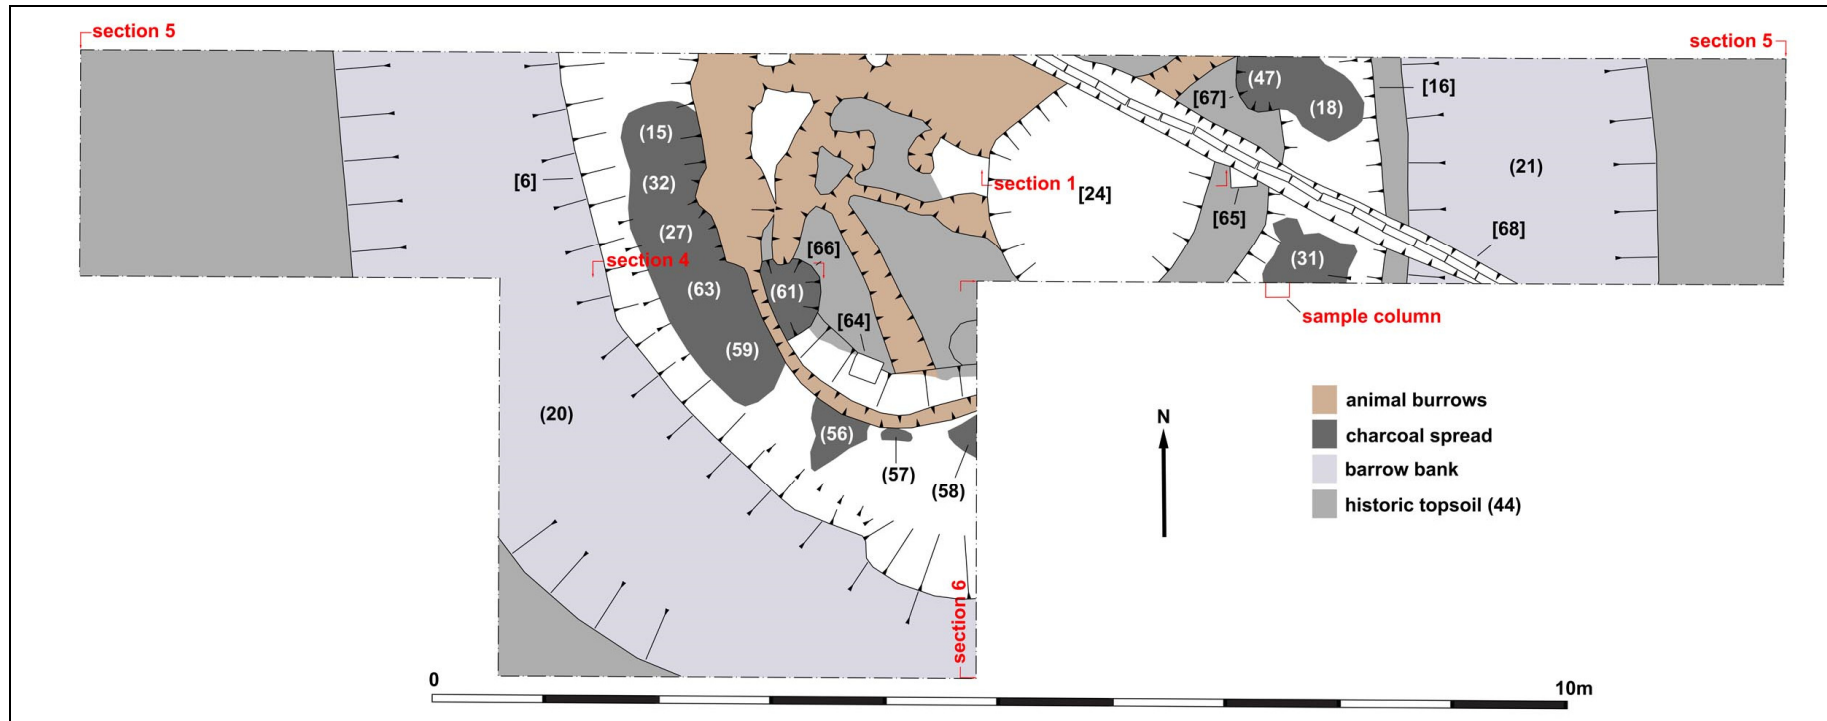 section 5
section 5
(47)
[16]
[67]
(18)
(15)
(21)
[6]
(32)
section 1
[24]
[65]
(27)
[68]
[66]
section 4
(31)
(63)
(61)
sample column
[64]
(59)
animal burrows
(20)
N
(56)
charcoal spread
barrow bank
(57)
(58)
historic topsoil (44)
section 6
0
10m